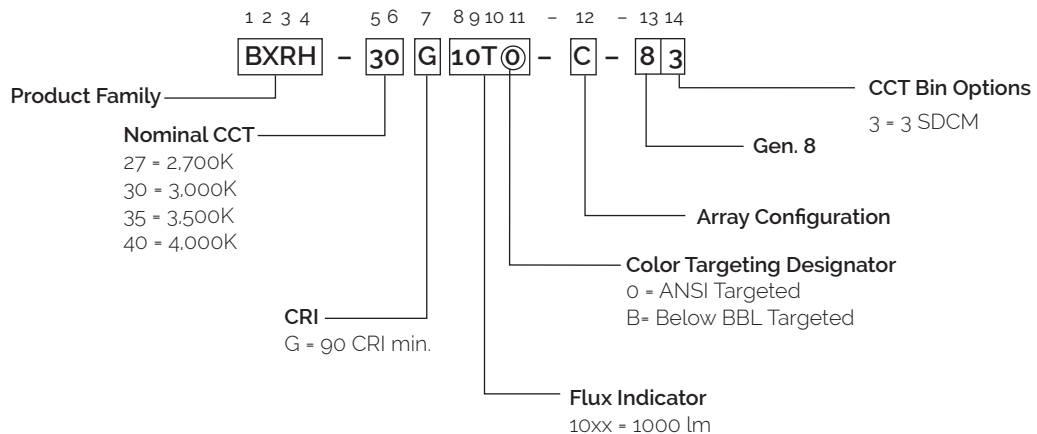 1 2 3 4 5 6 7 8 9 10 11 – 12 – 13 14
BXRH – 30 G 10T 0 – C – 8 3
Product Family
CCT Bin Options
3 = 3 SDCM
Nominal CCT
27 = 2,700K
30 = 3,000K
35 = 3,500K
40 = 4,000K
Gen. 8
Array Configuration
Color Targeting Designator
0 = ANSI Targeted
B= Below BBL Targeted
CRI
G = 90 CRI min.
Flux Indicator
10xx = 1000 lm